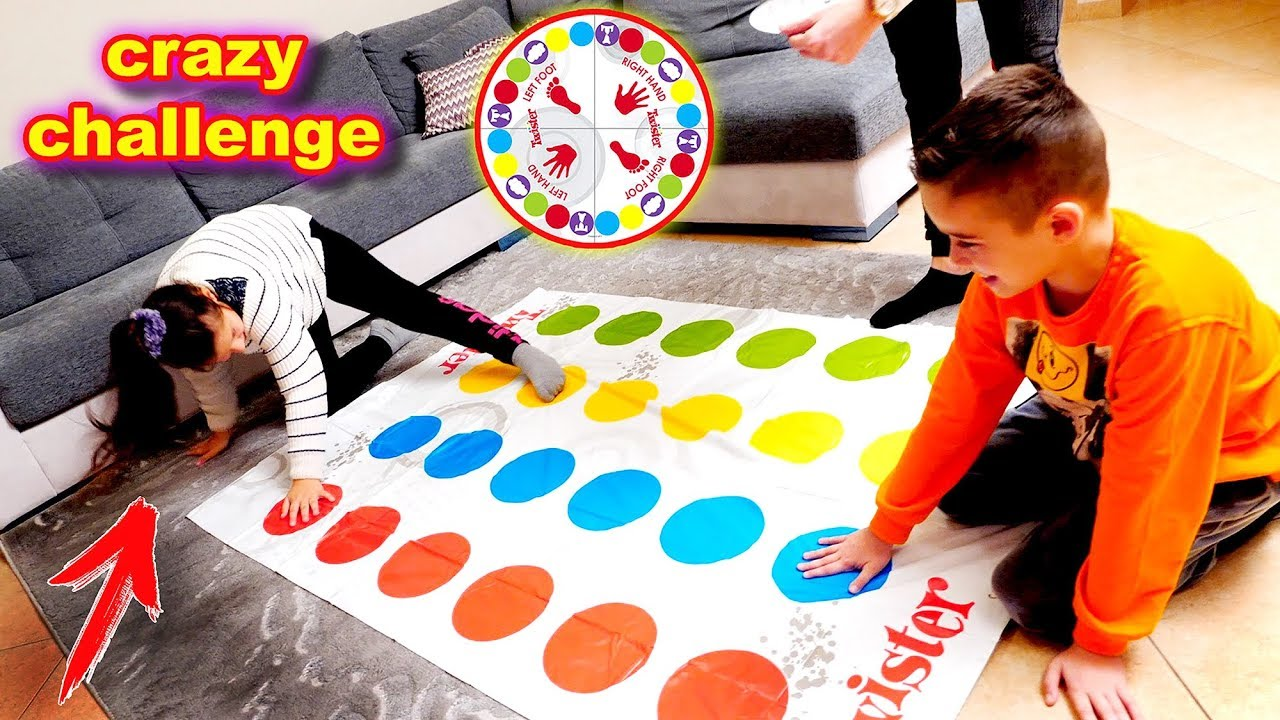 crazy
challenge
LEFT FOOT
RIGHT HAND
Twister
Twister
LEFT HAND
RIGHT FOOT
Twister